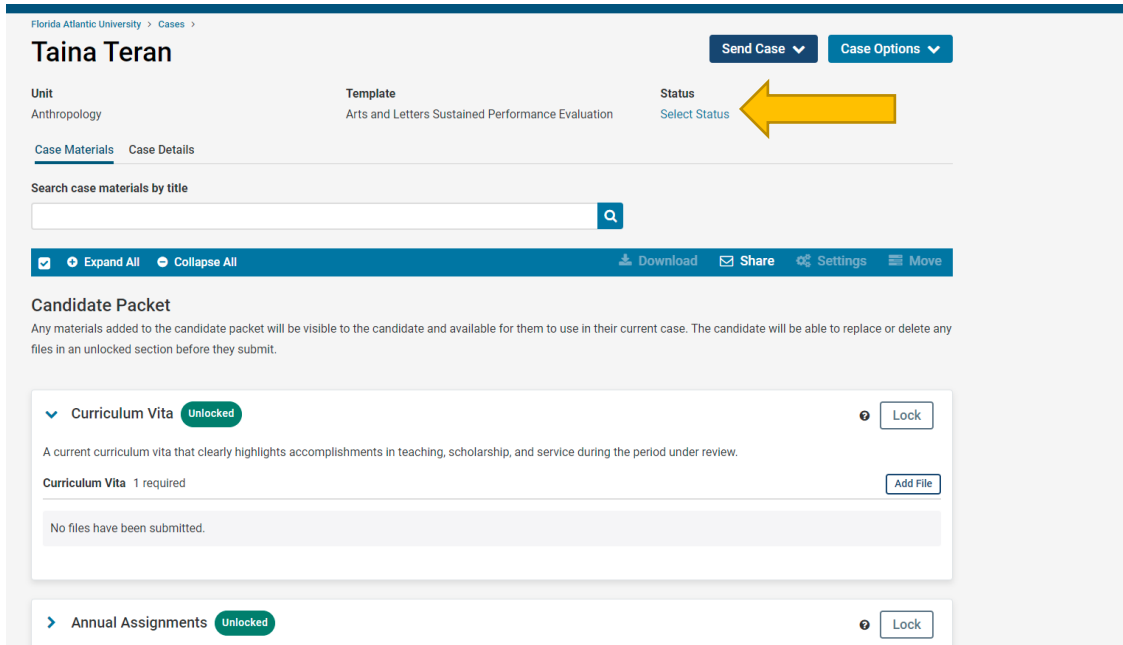 Florida Atlantic University > Cases >
Taina Teran
Send Case
Case Options
Unit
Template
Status
Anthropology
Arts and Letters Sustained Performance Evaluation
Select Status
Case Materials
Case Details
Search case materials by title
Expand All
Collapse All
Download
Share
Settings
Move
Candidate Packet
Any materials added to the candidate packet will be visible to the candidate and available for them to use in their current case. The candidate will be able to replace or delete any
files in an unlocked section before they submit.
Curriculum Vita
Unlocked
Lock
A current curriculum vita that clearly highlights accomplishments in teaching, scholarship, and service during the period under review.
Curriculum Vita 1 required
Add File
No files have been submitted.
Annual Assignments
Unlocked
Lock